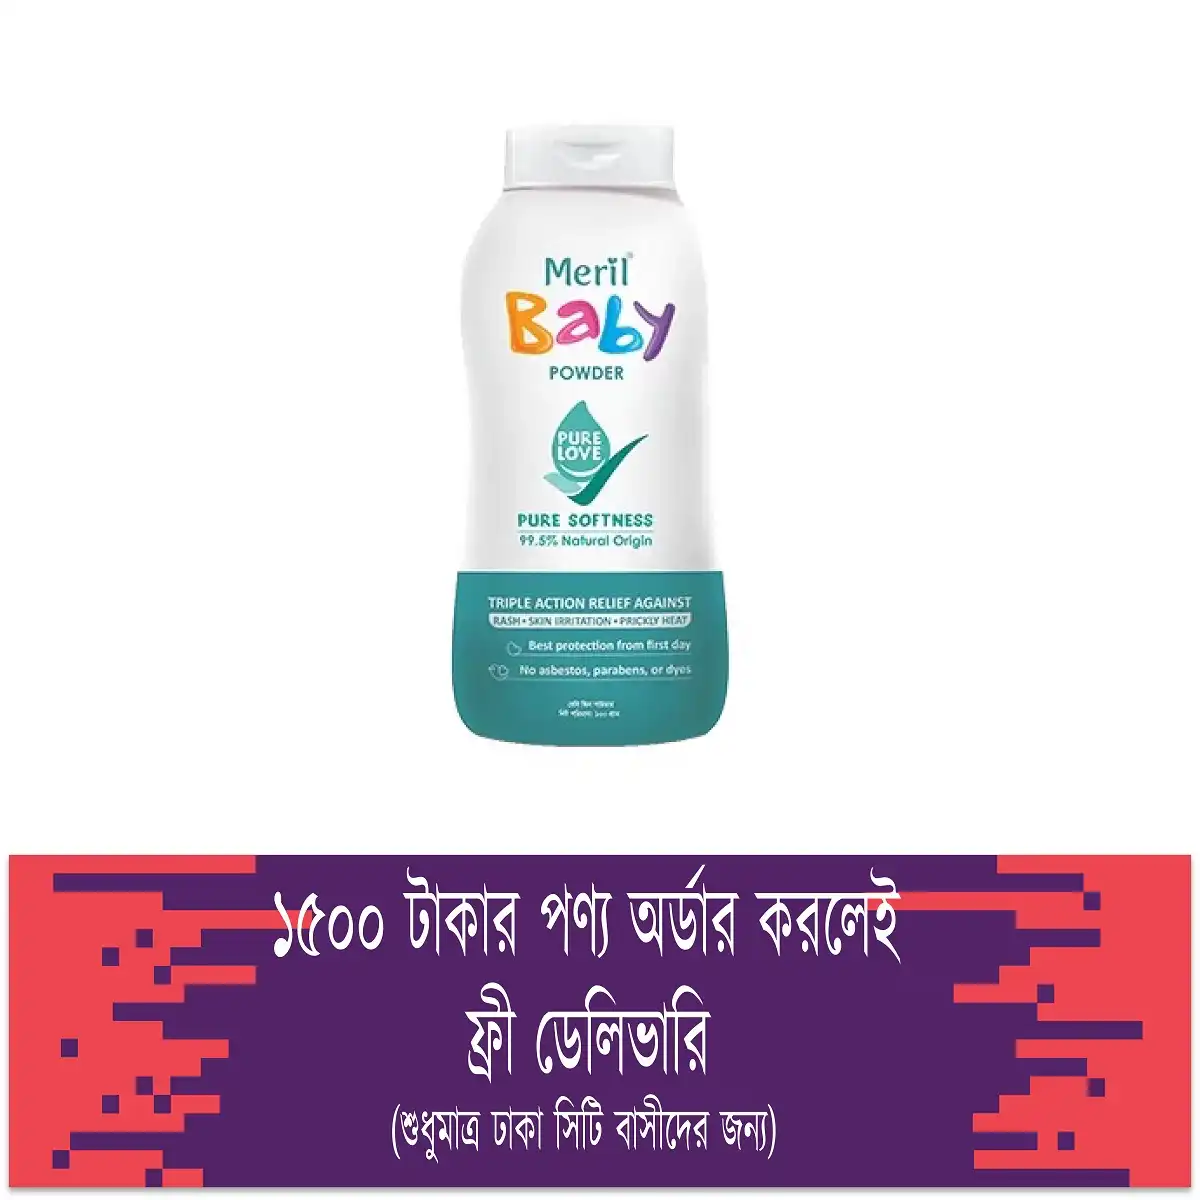 Meril®
Baby
POWDER
PURE
LOVE
PURE SOFTNESS
99.5% Natural Origin
TRIPLE ACTION RELIEF AGAINST
RASH • SKIN IRRITATION • PRICKLY HEAT
Best protection from first day
No asbestos, parabens, or dyes
১৫০০ টাকার পণ্য অর্ডার করলেই
ফ্রী ডেলিভারি
(শুধুমাত্র ঢাকা সিটি বাসীদের জন্য)